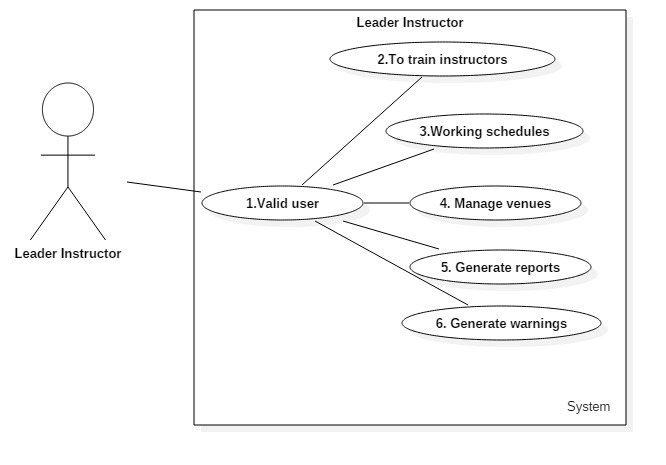 Leader Instructor
2.To train instructors
3.Working schedules
1.Valid user
4. Manage venues
Leader Instructor
5. Generate reports
6. Generate warnings
System